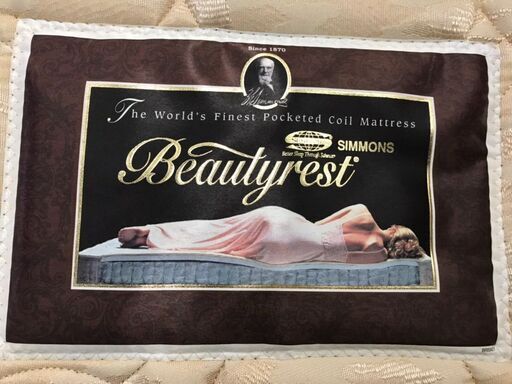 Since 1870
The World's Finest Pocketed Coil Mattress
SIMMONS
Better Sleep Through Science
Beautyrest